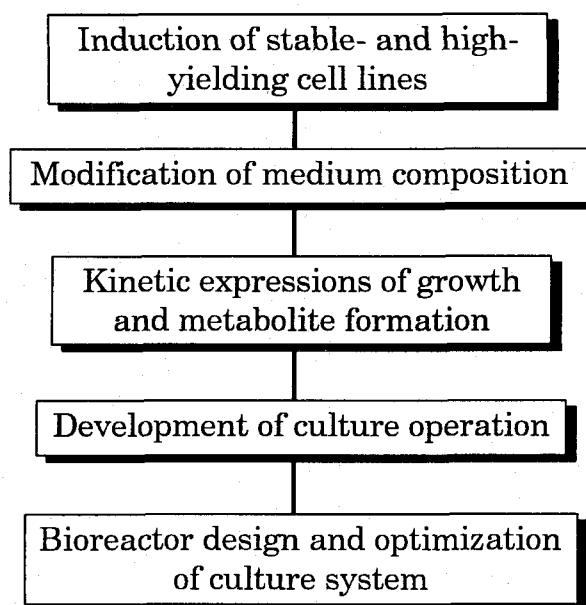 Induction of stable- and high-
yielding cell lines
Modification of medium composition
Kinetic expressions of growth
and metabolite formation
Development of culture operation
Bioreactor design and optimization
of culture system